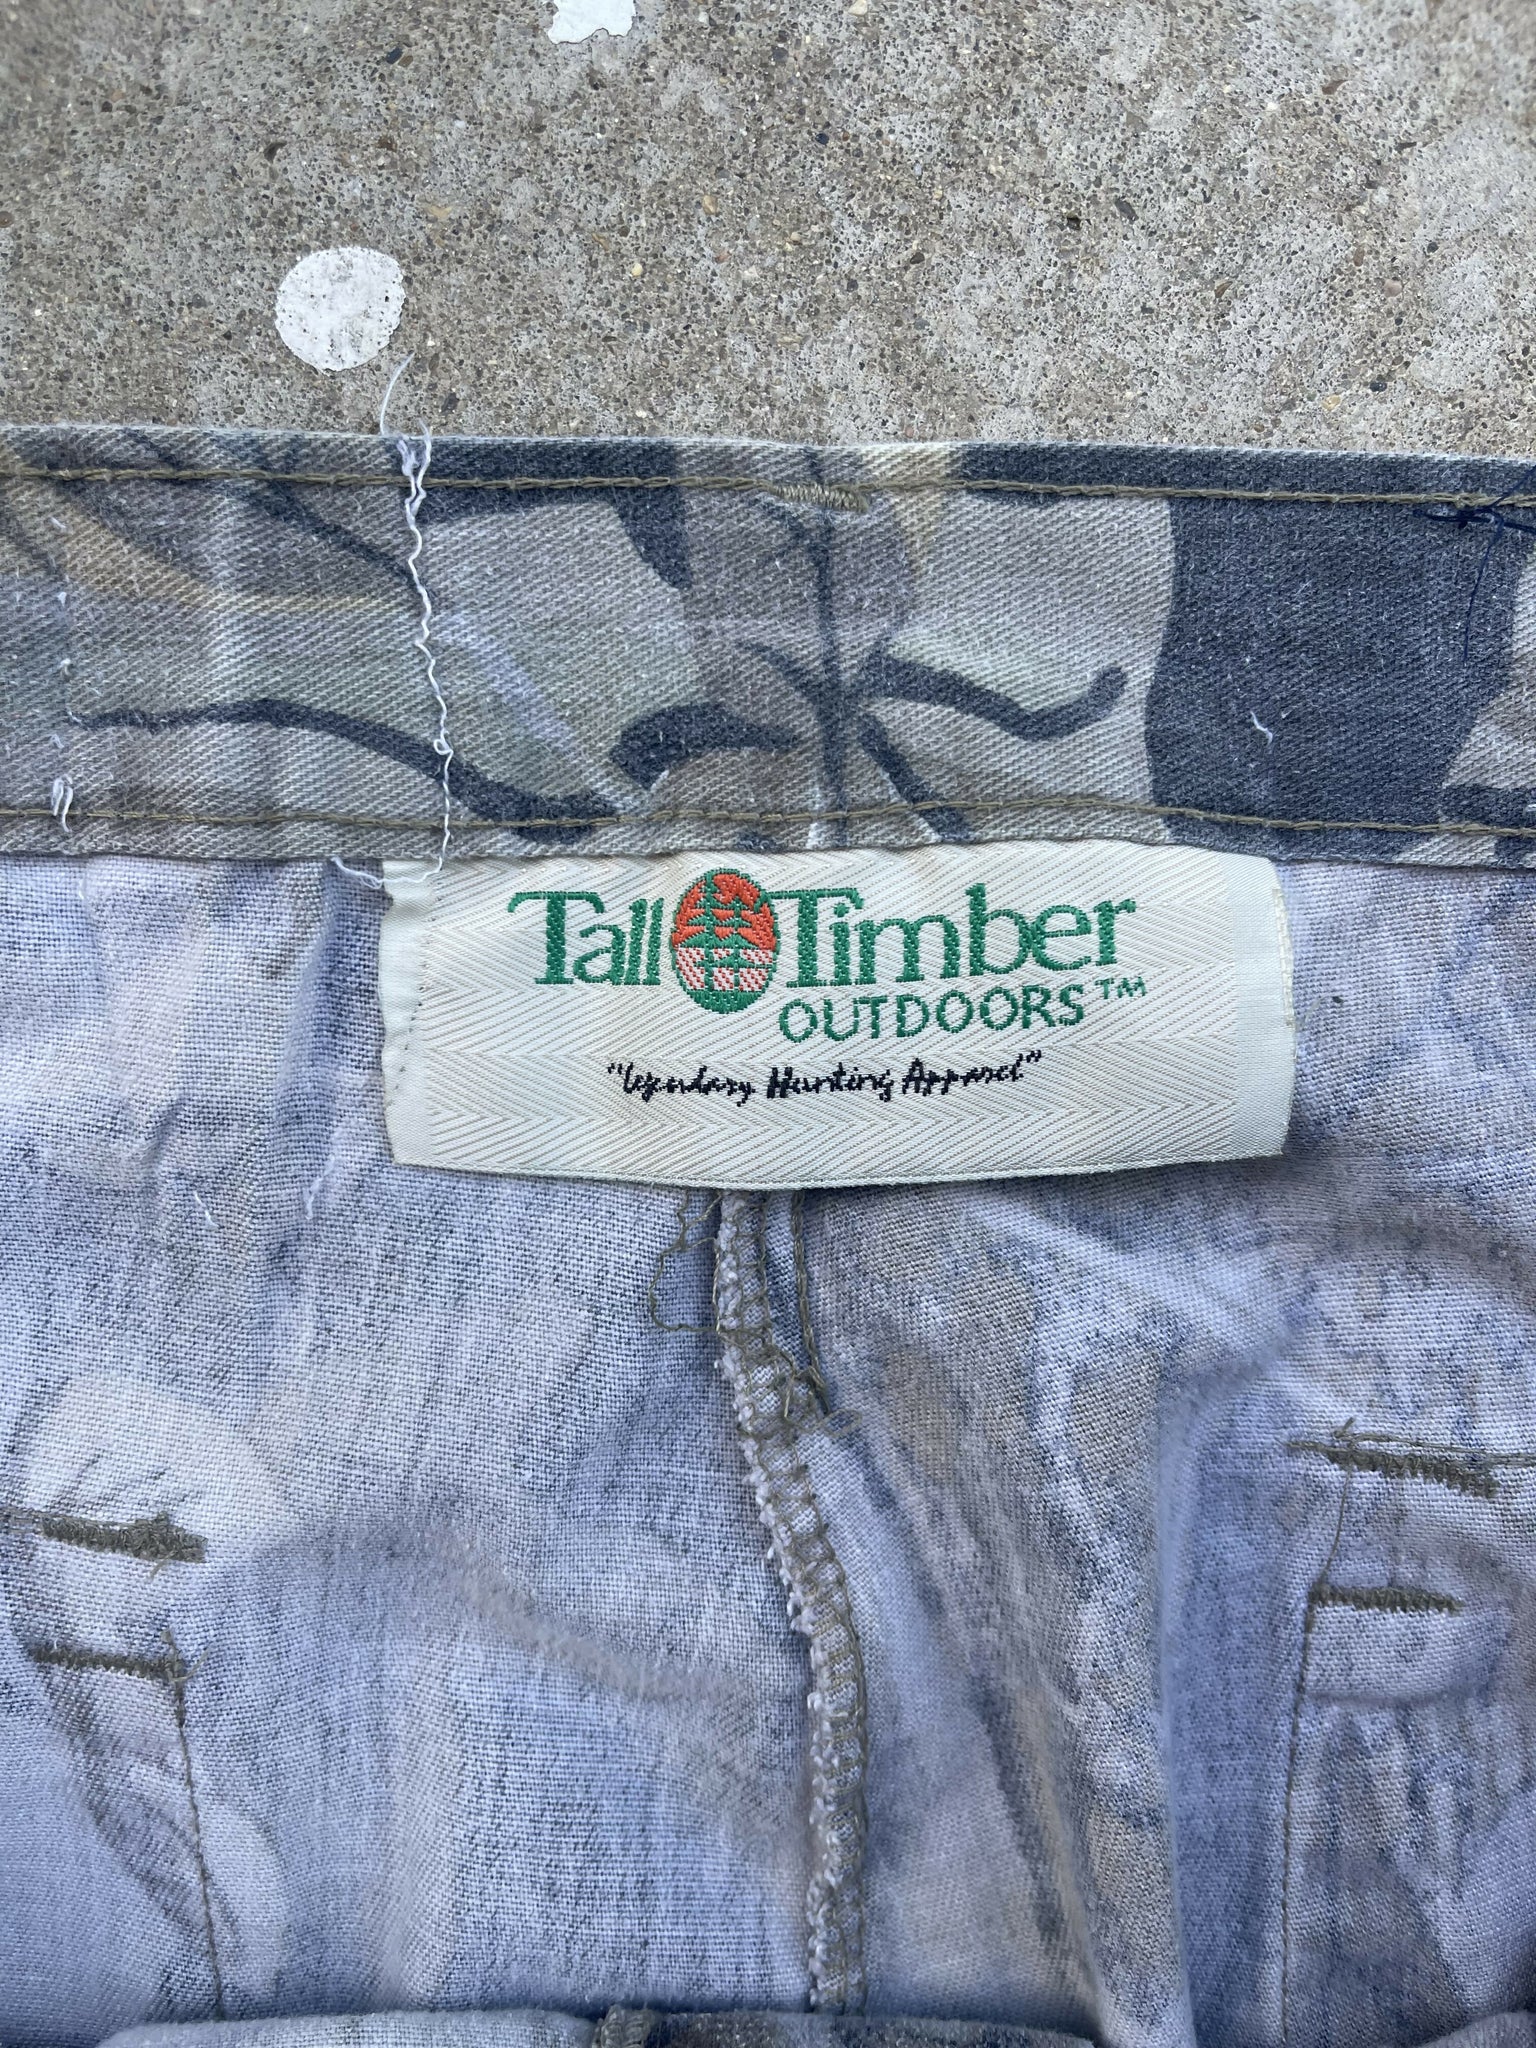 Tall Timber
OUTDOORS™
"Legendary Hunting Apparel"